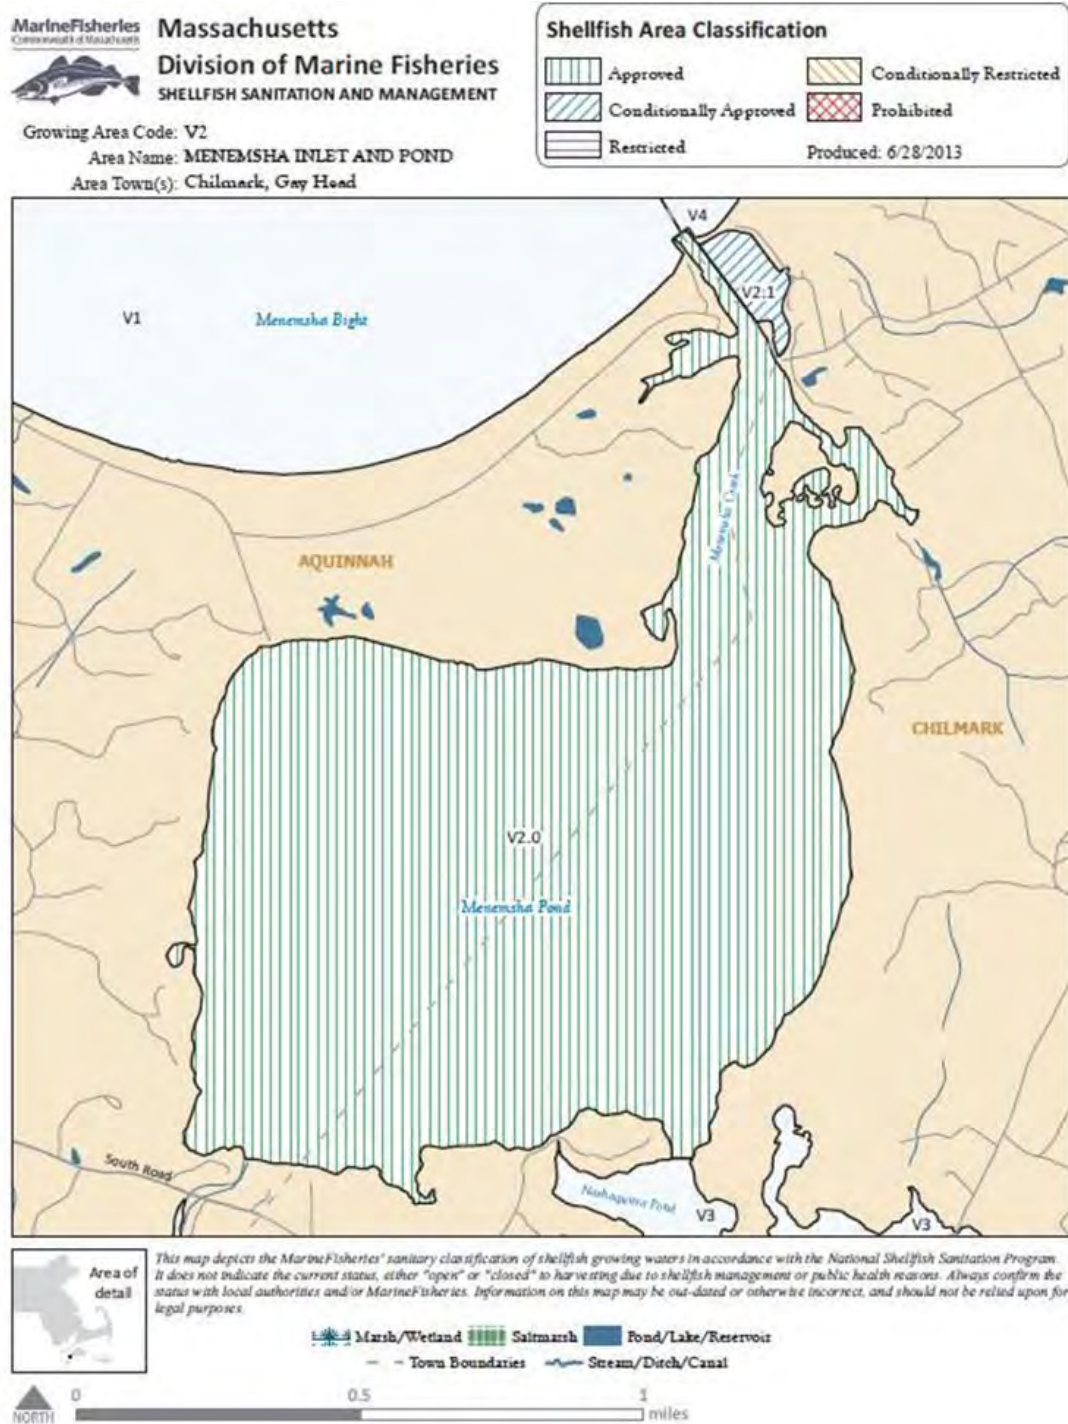 MarineFisheries
Commonwealth of Massachusetts
Massachusetts
Division of Marine Fisheries
SHELLFISH SANITATION AND MANAGEMENT
Growing Area Code: V2
Area Name: MENEMSHA INLET AND POND
Area Town(s): Chilmark, Gay Head
Shellfish Area Classification
Approved
Conditionally Approved
Restricted
Conditionally Restricted
Prohibited
Produced: 6/28/2013
V4
V1
Menemsha Bight
V2.1
Menemsha Creek
AQUINNAH
CHILMARK
V2.0
Menemsha Pond
South Road
Nashaquitsa Pond
V3
V3
Area of
detail
This map depicts the MarineFisheries' sanitary classification of shellfish growing waters in accordance with the National Shellfish Sanitation Program.
It does not indicate the current status, either "open" or "closed" to harvesting due to shellfish management or public health reasons. Always confirm the
status with local authorities and/or MarineFisheries. Information on this map may be out-dated or otherwise incorrect, and should not be relied upon for
legal purposes.
Marsh/Wetland
Saltmarsh
Pond/Lake/Reservoir
Town Boundaries
Stream/Ditch/Canal
NORTH
0
0.5
1
miles